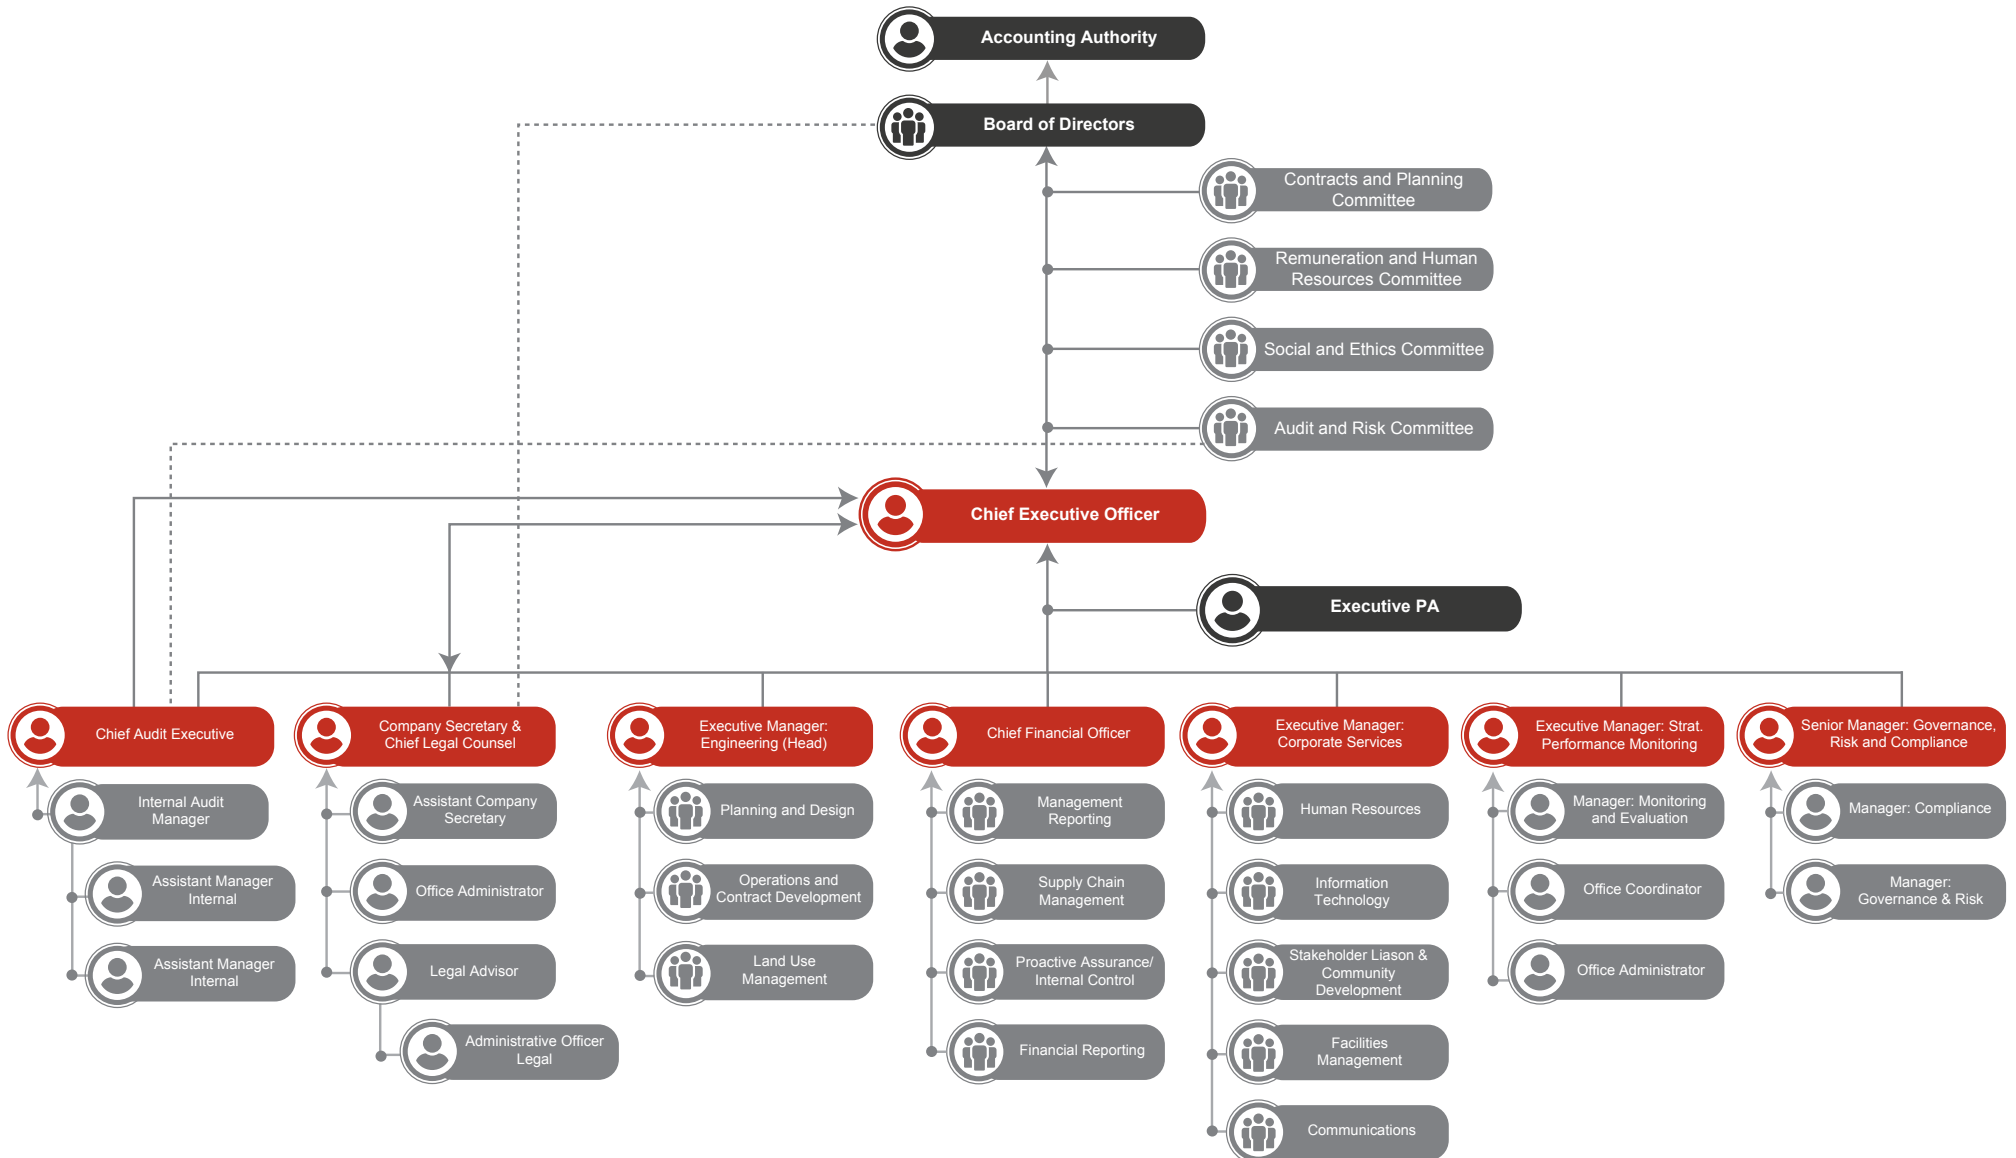 Accounting Authority
Board of Directors
Contracts and Planning
Committee
Remuneration and Human
Resources Committee
Social and Ethics Committee
Audit and Risk Committee
Chief Executive Officer
Executive PA
Chief Audit Executive
Internal Audit
Manager
Assistant Manager
Internal
Assistant Manager
Internal
Company Secretary &
Chief Legal Counsel
Assistant Company
Secretary
Office Administrator
Legal Advisor
Administrative Officer
Legal
Executive Manager:
Engineering (Head)
Planning and Design
Operations and
Contract Development
Land Use
Management
Chief Financial Officer
Management
Reporting
Supply Chain
Management
Proactive Assurance/
Internal Control
Financial Reporting
Executive Manager:
Corporate Services
Human Resources
Information
Technology
Stakeholder Liason &
Community
Development
Facilities
Management
Communications
Executive Manager: Strat.
Performance Monitoring
Manager: Monitoring
and Evaluation
Office Coordinator
Office Administrator
Senior Manager: Governance,
Risk and Compliance
Manager: Compliance
Manager:
Governance & Risk